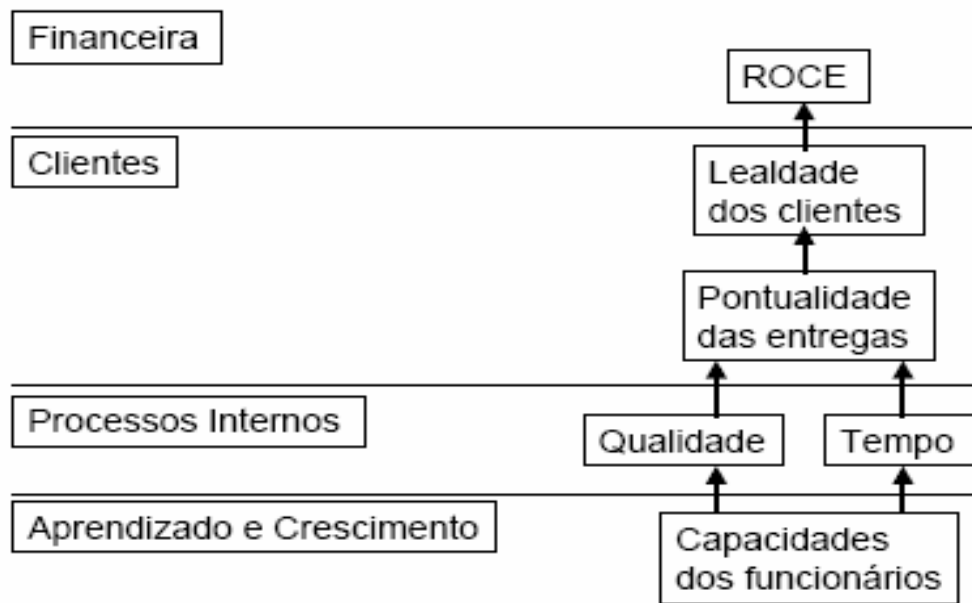 Financeira
ROCE
Clientes
Lealdade
dos clientes
Pontualidade
das entregas
Processos Internos
Qualidade
Tempo
Aprendizado e Crescimento
Capacidades
dos funcionários